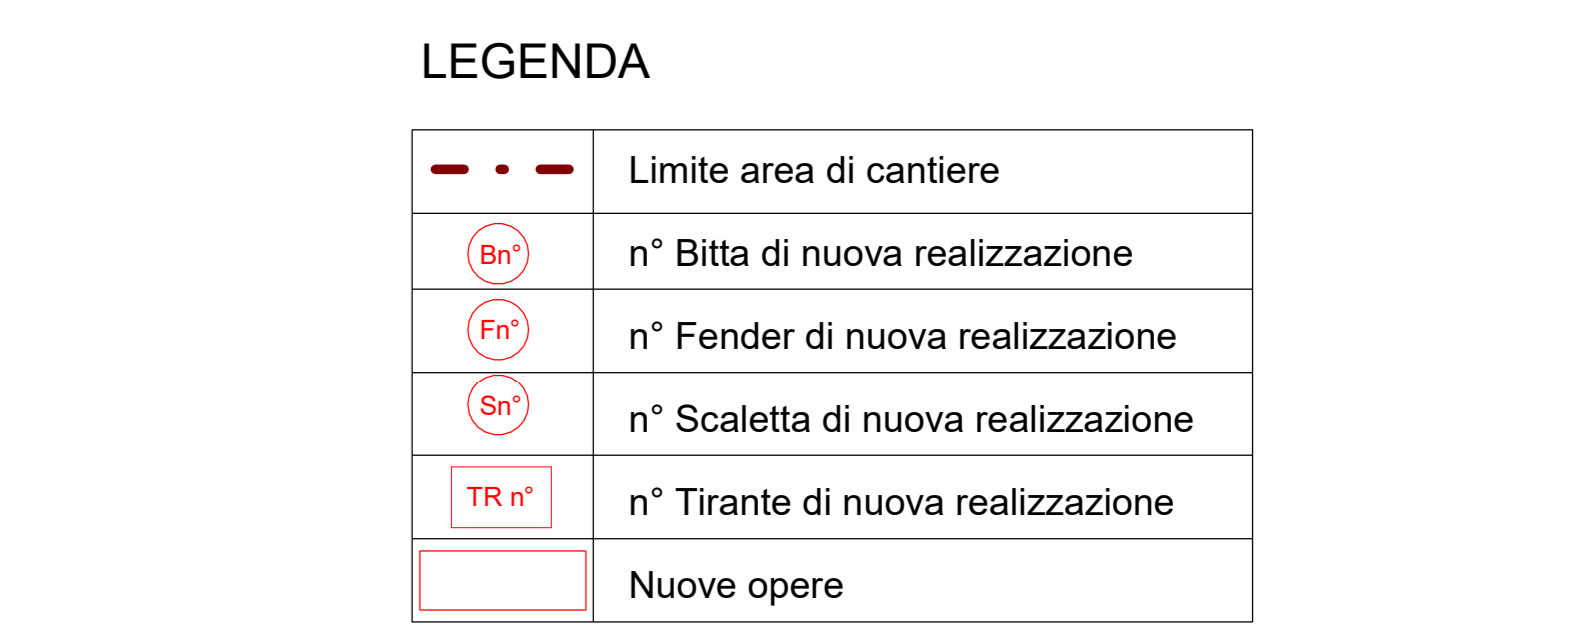 LEGENDA
Limite area di cantiere
Bn° n° Bitta di nuova realizzazione
Fn° n° Fender di nuova realizzazione
Sn° n° Scaletta di nuova realizzazione
TR n° n° Tirante di nuova realizzazione
Nuove opere